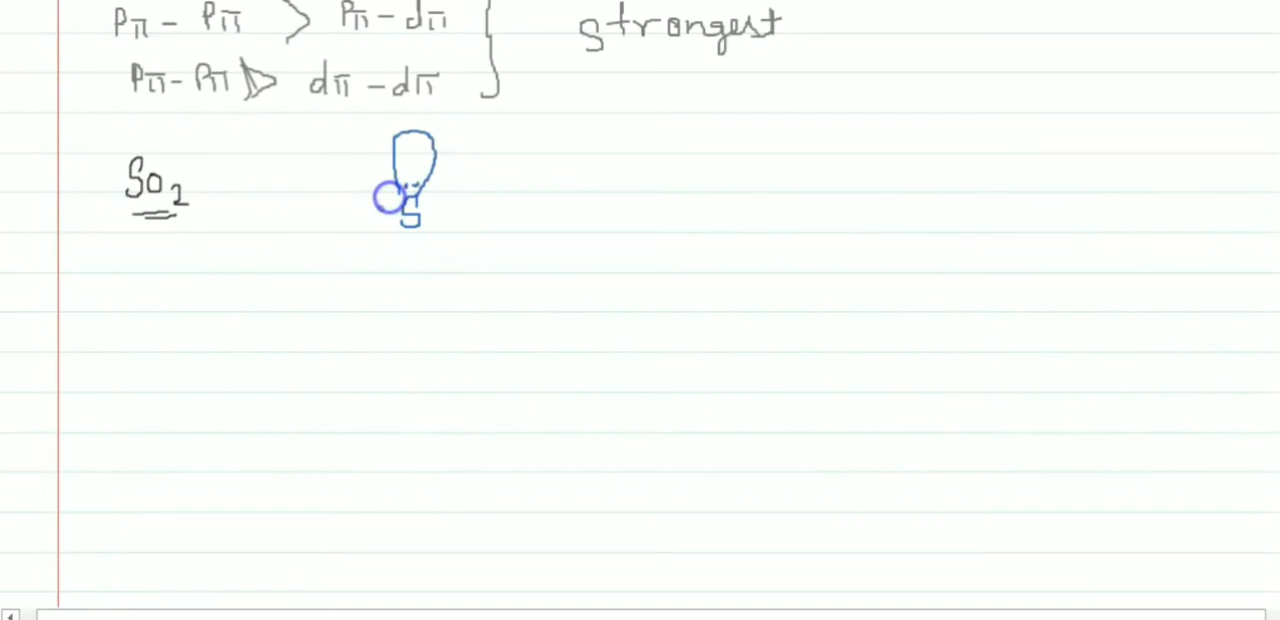 Pπ - Pπ > Pπ - dπ } strongest
Pπ - Pπ > dπ - dπ
SO2
S